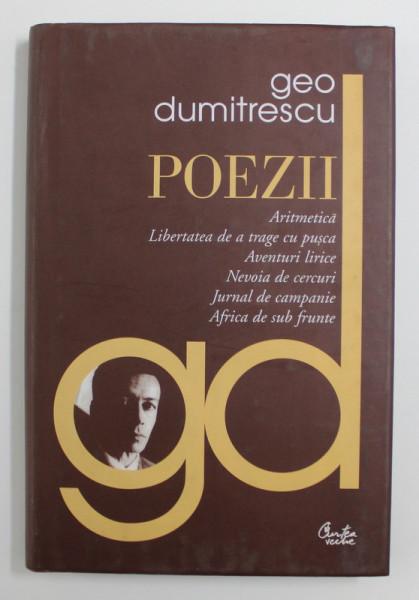 geo
dumitrescu
POEZII
Aritmetică
Libertatea de a trage cu pușca
Aventuri lirice
Nevoia de cercuri
Jurnal de campanie
Africa de sub frunte
gd
Curtea
veche